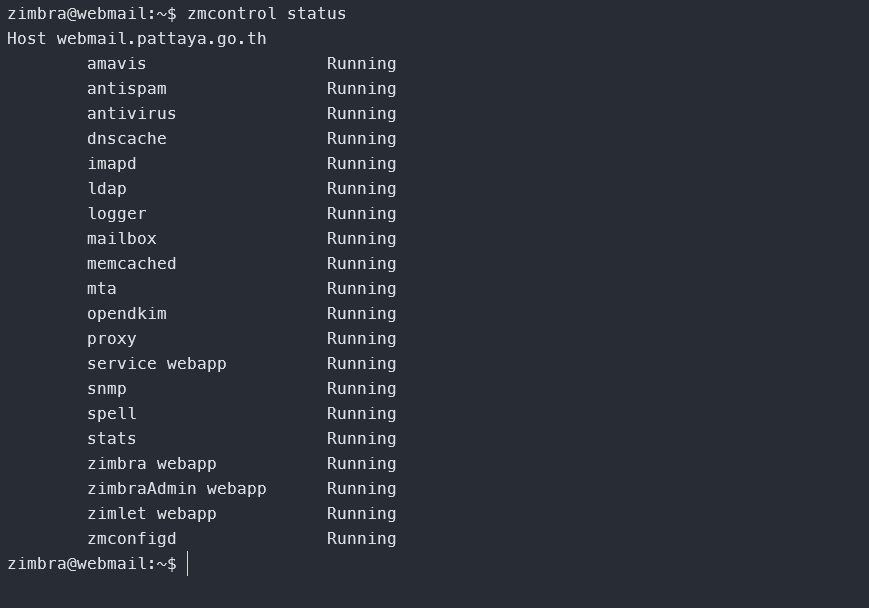 zimbra@webmail:~$ zmcontrol status
Host webmail.pattaya.go.th
        amavis                  Running
        antispam                Running
        antivirus               Running
        dnscache                Running
        imapd                   Running
        ldap                    Running
        logger                  Running
        mailbox                 Running
        memcached               Running
        mta                     Running
        opendkim                Running
        proxy                   Running
        service webapp          Running
        snmp                    Running
        spell                   Running
        stats                   Running
        zimbra webapp           Running
        zimbraAdmin webapp      Running
        zimlet webapp           Running
        zmconfigd               Running
zimbra@webmail:~$